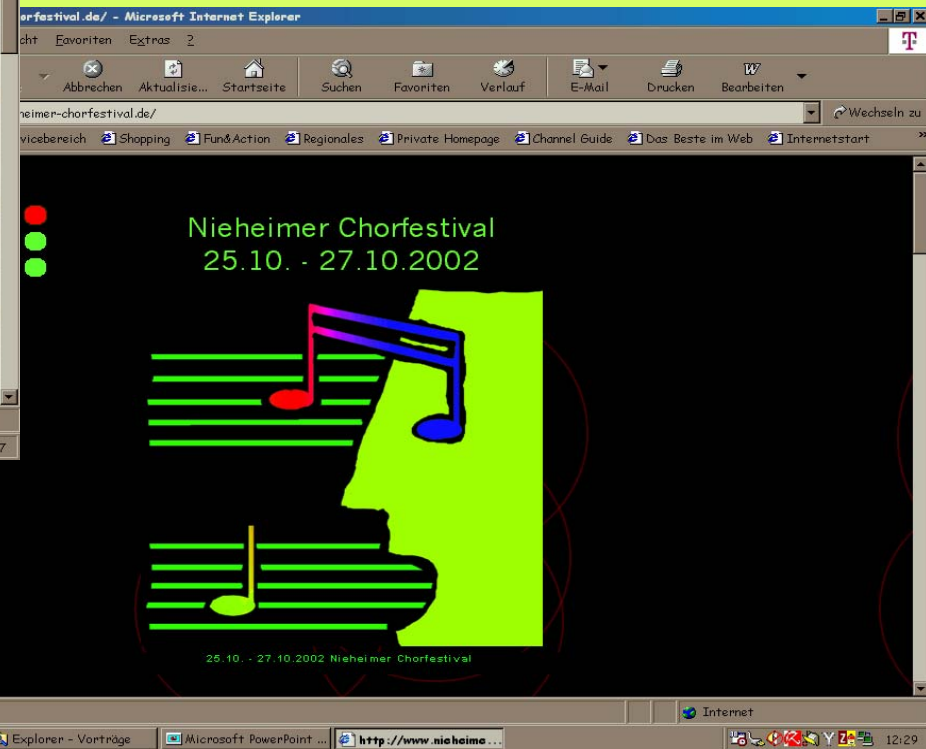 orfestival.de/ - Microsoft Internet Explorer
cht Favoriten Extras ?
Abbrechen Aktualisie... Startseite Suchen Favoriten Verlauf E-Mail Drucken Bearbeiten
neimer-chorfestival.de/ Wechseln zu
vicebereich Shopping Fun&Action Regionales Private Homepage Channel Guide Das Beste im Web Internetstart »
Nieheimer Chorfestival
25.10. - 27.10.2002
7
25.10. - 27.10.2002 Nieheimer Chorfestival
Internet
Explorer - Vorträge Microsoft PowerPoint ... http://www.nieheime... 12:29